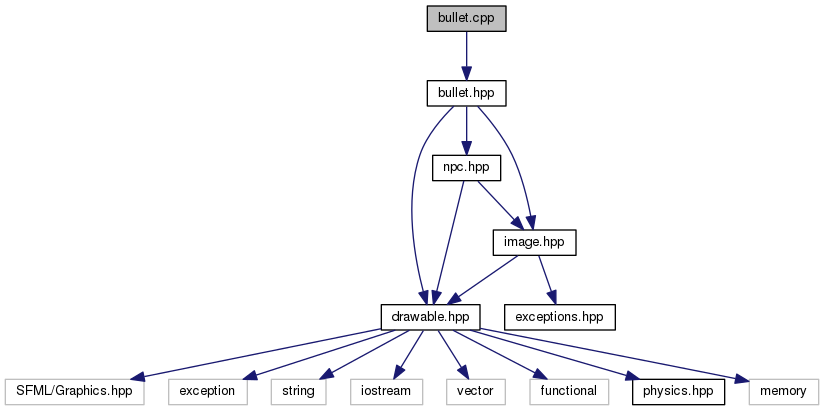 bullet.cpp
bullet.hpp
npc.hpp
image.hpp
drawable.hpp
exceptions.hpp
SFML/Graphics.hpp
exception
string
iostream
vector
functional
physics.hpp
memory